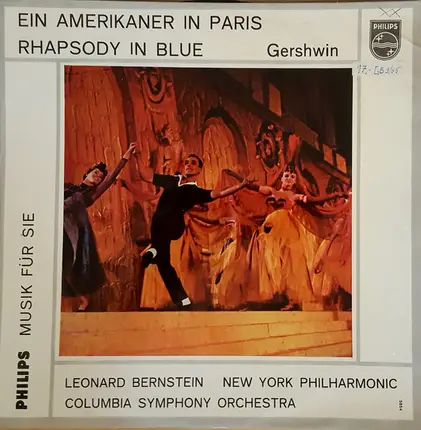 EIN AMERIKANER IN PARIS
RHAPSODY IN BLUE Gershwin
PHILIPS
PHILIPS MUSIK FÜR SIE
LEONARD BERNSTEIN NEW YORK PHILHARMONIC
COLUMBIA SYMPHONY ORCHESTRA